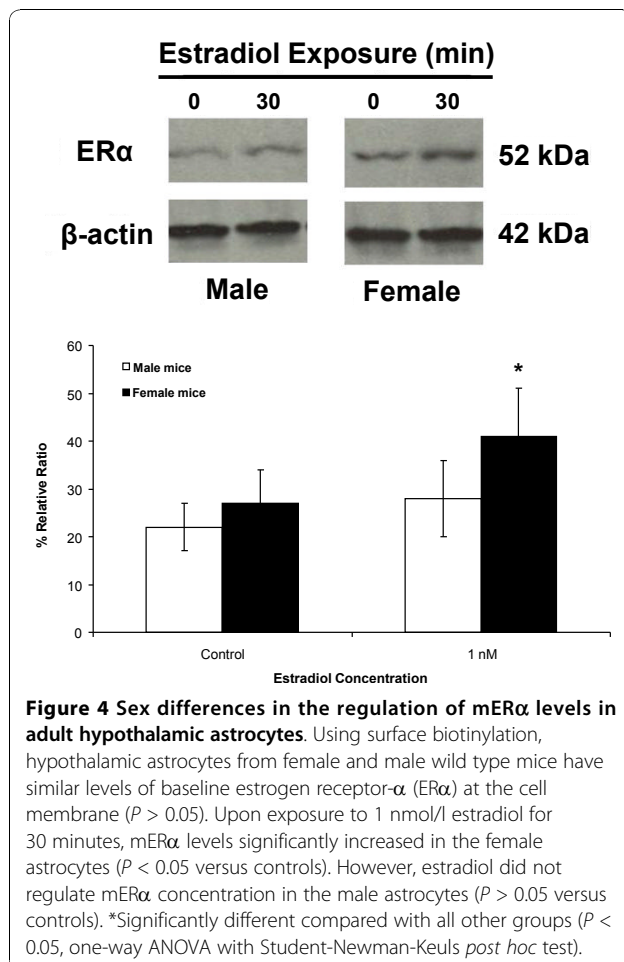 Estradiol Exposure (min)
0 30 0 30
ERα 52 kDa
β-actin 42 kDa
Male Female
60
50
40
30
20
10
0
% Relative Ratio
Male mice
Female mice
*
Control 1 nM
Estradiol Concentration
Figure 4 Sex differences in the regulation of mERα levels in
adult hypothalamic astrocytes. Using surface biotinylation,
hypothalamic astrocytes from female and male wild type mice have
similar levels of baseline estrogen receptor-α (ERα) at the cell
membrane (P > 0.05). Upon exposure to 1 nmol/l estradiol for
30 minutes, mERα levels significantly increased in the female
astrocytes (P < 0.05 versus controls). However, estradiol did not
regulate mERα concentration in the male astrocytes (P > 0.05 versus
controls). *Significantly different compared with all other groups (P <
0.05, one-way ANOVA with Student-Newman-Keuls post hoc test).